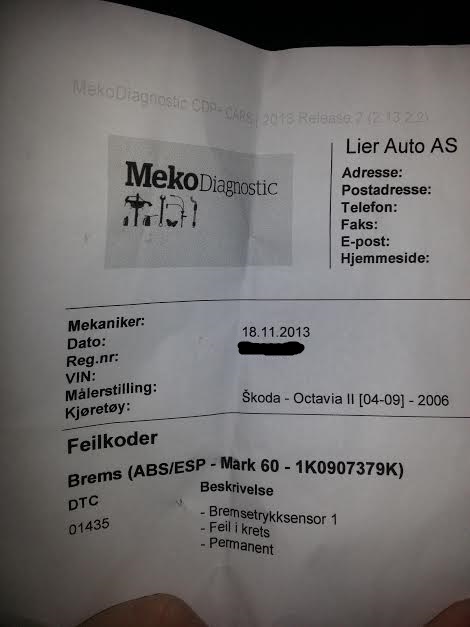 MekoDiagnostic CDP+ CARS | 2013 Release 2 (2.13.2.2)
MekoDiagnostic
Lier Auto AS
Adresse:
Postadresse:
Telefon:
Faks:
E-post:
Hjemmeside:
Mekaniker:
Dato: 18.11.2013
Reg.nr:
VIN:
Målerstilling:
Kjøretøy: Škoda - Octavia II [04-09] - 2006
Feilkoder
Brems (ABS/ESP - Mark 60 - 1K0907379K)
DTC Beskrivelse
01435 - Bremsetrykksensor 1
- Feil i krets
- Permanent